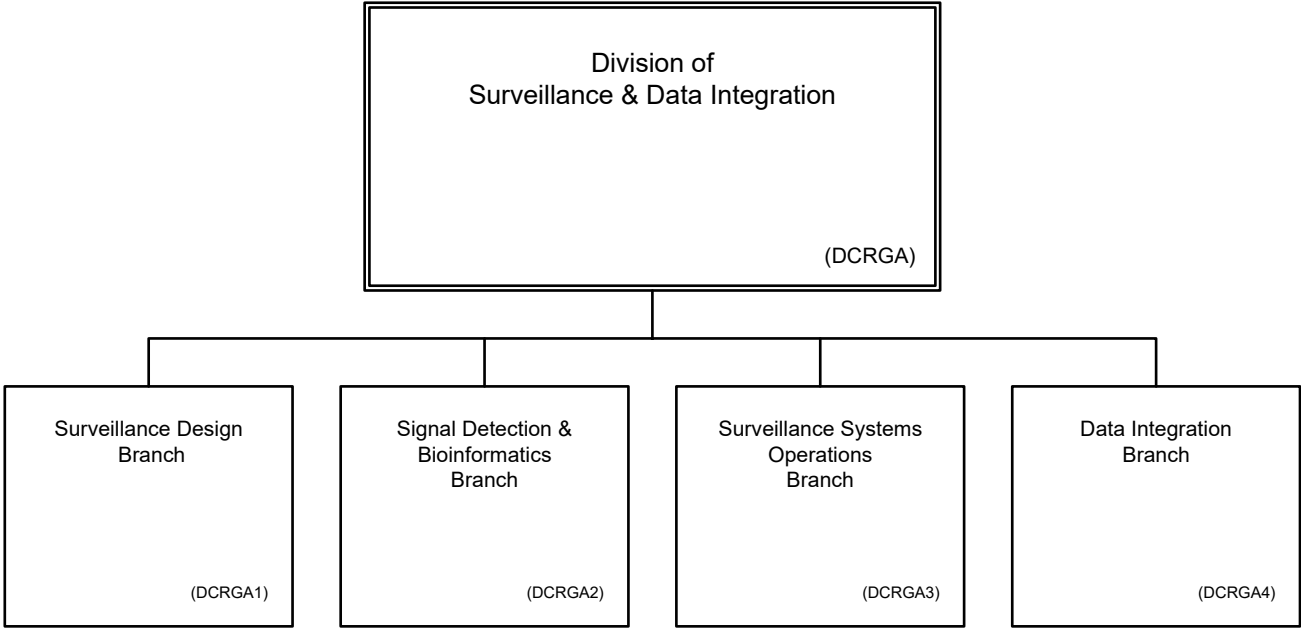 Division of
Surveillance & Data Integration
(DCRGA)
Surveillance Design
Branch
(DCRGA1)
Signal Detection &
Bioinformatics
Branch
(DCRGA2)
Surveillance Systems
Operations
Branch
(DCRGA3)
Data Integration
Branch
(DCRGA4)